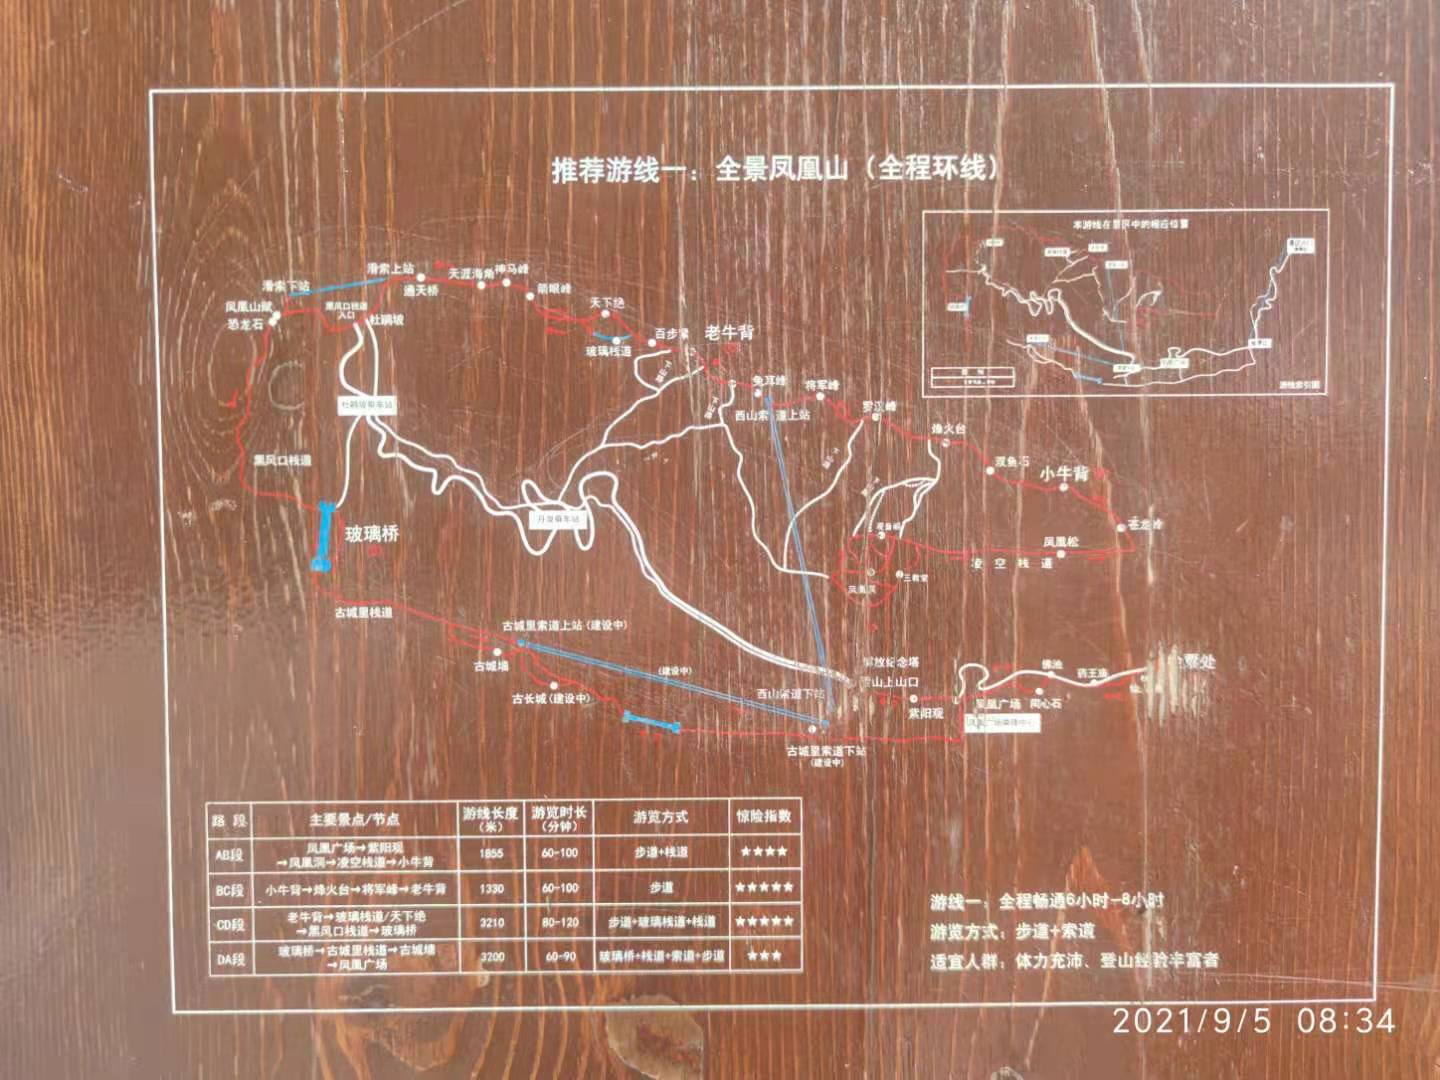 推荐游线一：全景凤凰山（全程环线）
本游线在景区中的相应位置
游线索引图
滑索上站
滑索下站
通天桥
天涯海角
神马峰
箭眼峰
天下绝
玻璃栈道
百步紧
老牛背
凤凰山赋
恐龙石
黑风口栈道
入口
杜鹃坡
杜鹃坡乘车站
兔耳峰
将军峰
西山索道上站
罗汉峰
烽火台
双鱼石
小牛背
老龙岭
凤凰松
凌空栈道
三教堂
凤凰洞
黑风口栈道
玻璃桥
古城里栈道
古城里索道上站(建设中)
古城墙
古长城(建设中)
(建设中)
西山索道下站
古城里索道下站
(建设中)
解放纪念塔
登山上山口
紫阳观
凤凰广场
同心石
佛池
药王庙
票处
路 段 主要景点/节点 游线长度（米） 游览时长（分钟） 游览方式 惊险指数
AB段 凤凰广场→紫阳观→凤凰洞→凌空栈道→小牛背 1855 60-100 步道+栈道 ★★★★
BC段 小牛背→烽火台→将军峰→老牛背 1330 60-100 步道 ★★★★★
CD段 老牛背→玻璃栈道/天下绝→黑风口栈道→玻璃桥 3210 80-120 步道+玻璃栈道+栈道 ★★★★★
DA段 玻璃桥→古城里栈道→古城墙→凤凰广场 3200 60-90 玻璃桥+栈道+索道+步道 ★★★
游线一：全程畅通6小时-8小时
游览方式：步道+索道
适宜人群：体力充沛、登山经验丰富者
2021/9/5 08:34